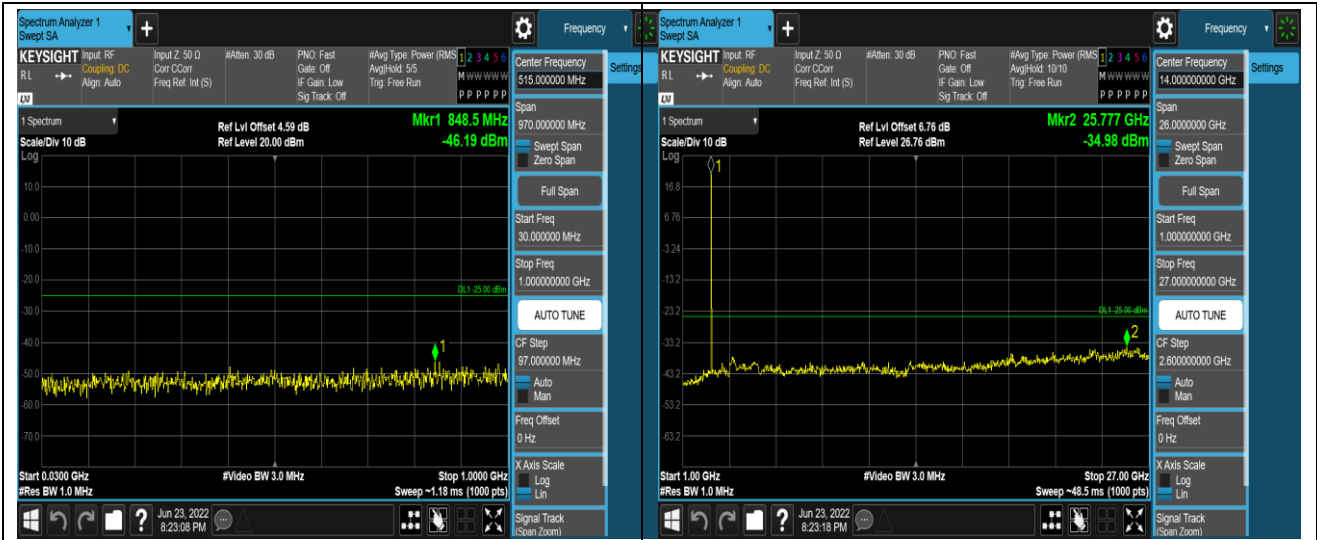 Spectrum Analyzer 1
Swept SA
+
Frequency
KEYSIGHT
RL
LXI
Input: RF
Coupling: DC
Align: Auto
Input Z: 50 Ω
Corr CCorr
Freq Ref: Int (S)
#Atten: 30 dB
PNO: Fast
Gate: Off
IF Gain: Low
Sig Track: Off
#Avg Type: Power (RMS
Avg|Hold: 5/5
Trig: Free Run
1 2 3 4 5 6
M W W W W W
P P P P P P
Center Frequency
515.000000 MHz
Settings
Span
970.000000 MHz
Swept Span
Zero Span
Full Span
Start Freq
30.000000 MHz
Stop Freq
1.000000000 GHz
AUTO TUNE
CF Step
97.000000 MHz
Auto
Man
Freq Offset
0 Hz
X Axis Scale
Log
Lin
Signal Track
(Span Zoom)
1 Spectrum
Scale/Div 10 dB
Log
Ref Lvl Offset 4.59 dB
Ref Level 20.00 dBm
Mkr1 848.5 MHz
-46.19 dBm
10.0
0.00
-10.0
-20.0
DL1 -25.00 dBm
-30.0
-40.0
1
-50.0
-60.0
-70.0
Start 0.0300 GHz
#Res BW 1.0 MHz
#Video BW 3.0 MHz
Stop 1.0000 GHz
Sweep ~1.18 ms (1000 pts)
?
Jun 23, 2022
8:23:08 PM
Spectrum Analyzer 1
Swept SA
+
Frequency
KEYSIGHT
RL
LXI
Input: RF
Coupling: DC
Align: Auto
Input Z: 50 Ω
Corr CCorr
Freq Ref: Int (S)
#Atten: 30 dB
PNO: Fast
Gate: Off
IF Gain: Low
Sig Track: Off
#Avg Type: Power (RMS
Avg|Hold: 10/10
Trig: Free Run
1 2 3 4 5 6
M W W W W W
P P P P P P
Center Frequency
14.000000000 GHz
Settings
Span
26.0000000 GHz
Swept Span
Zero Span
Full Span
Start Freq
1.000000000 GHz
Stop Freq
27.000000000 GHz
AUTO TUNE
CF Step
2.600000000 GHz
Auto
Man
Freq Offset
0 Hz
X Axis Scale
Log
Lin
Signal Track
(Span Zoom)
1 Spectrum
Scale/Div 10 dB
Log
Ref Lvl Offset 6.76 dB
Ref Level 26.76 dBm
Mkr2 25.777 GHz
-34.98 dBm
1
16.8
6.76
-3.24
-13.2
-23.2
DL1 -25.00 dBm
2
-33.2
-43.2
-53.2
-63.2
Start 1.00 GHz
#Res BW 1.0 MHz
#Video BW 3.0 MHz
Stop 27.00 GHz
Sweep ~48.5 ms (1000 pts)
?
Jun 23, 2022
8:23:18 PM